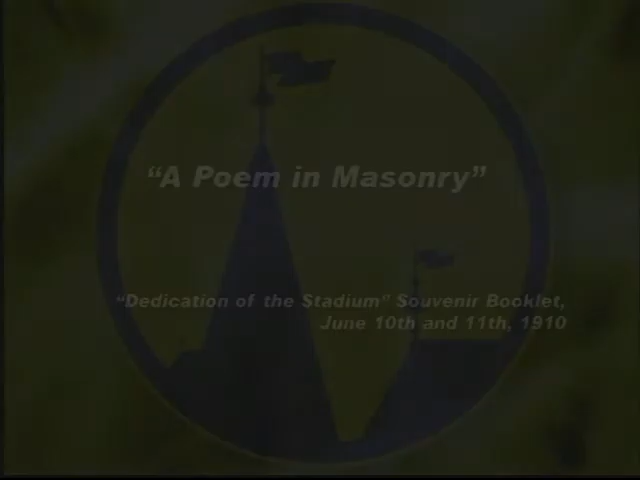 “A Poem in Masonry”
“Dedication of the Stadium” Souvenir Booklet,
June 10th and 11th, 1910